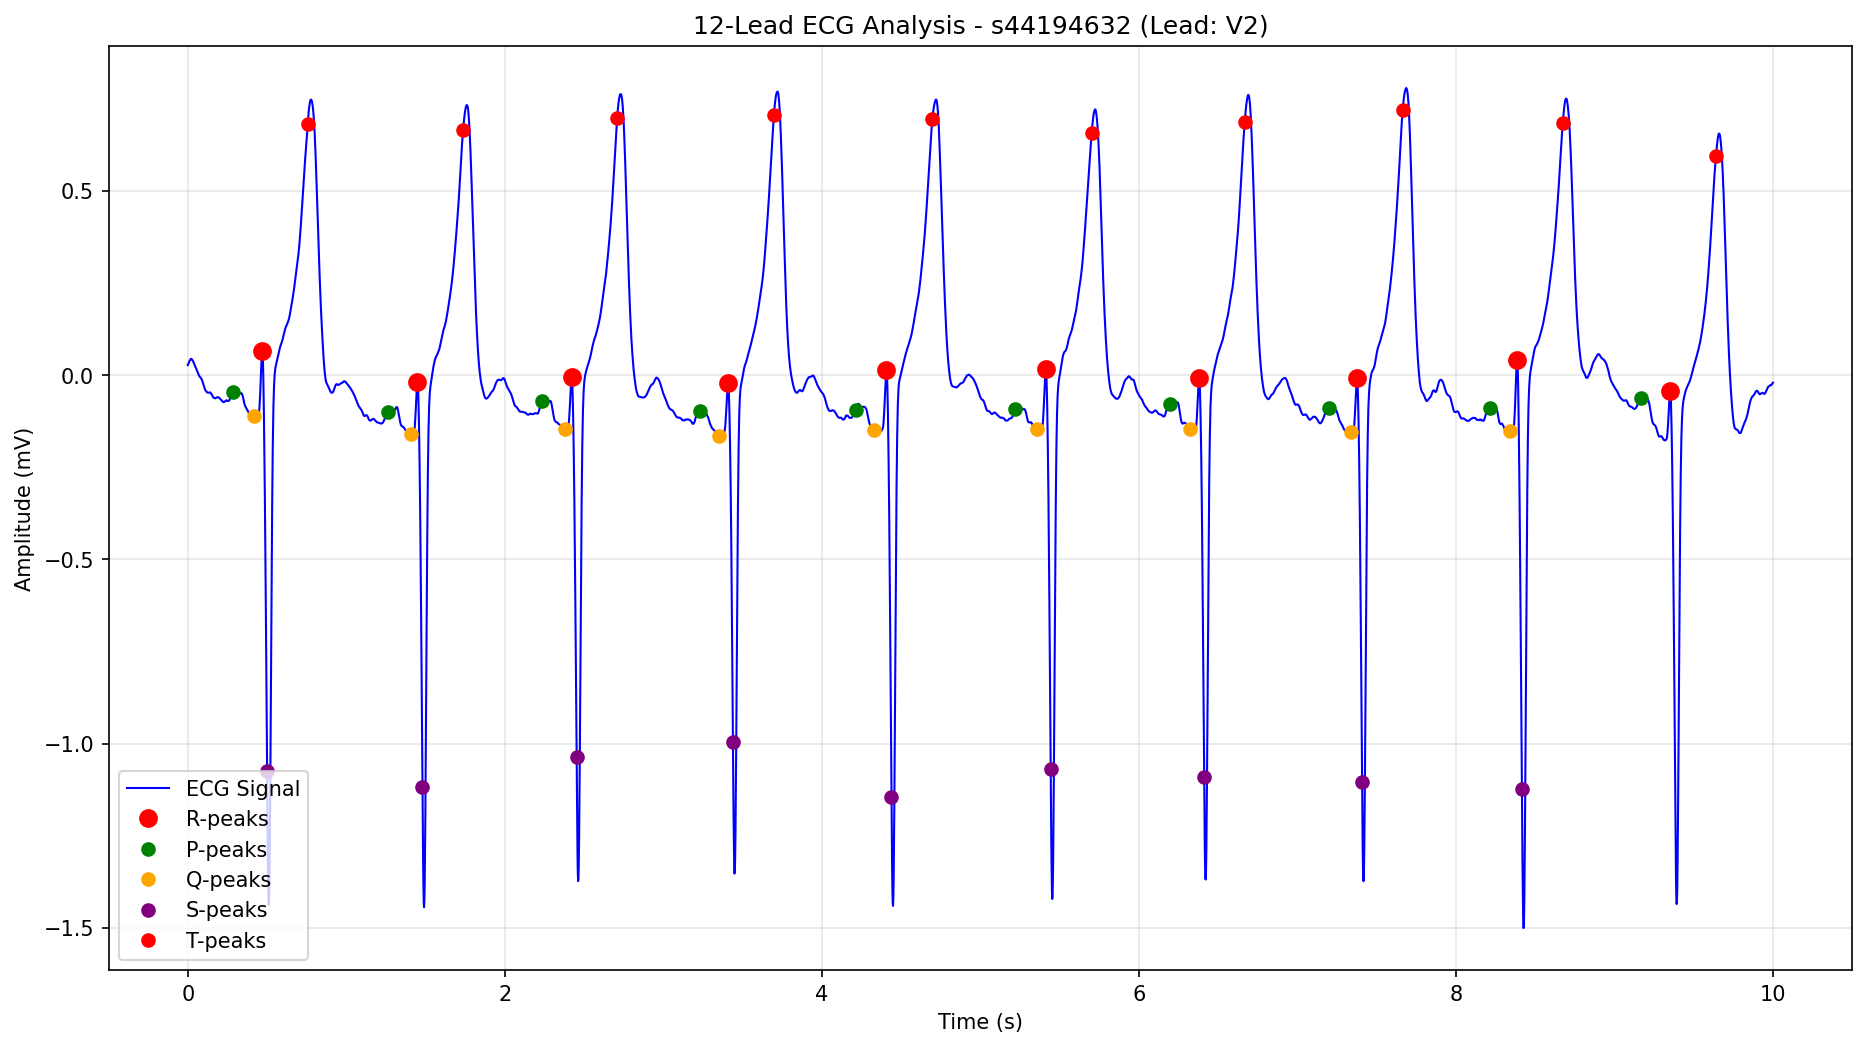 12-Lead ECG Analysis - s44194632 (Lead: V2)
0.5
0.0
−0.5
−1.0
−1.5
Amplitude (mV)
ECG Signal
R-peaks
P-peaks
Q-peaks
S-peaks
T-peaks
0 2 4 6 8 10
Time (s)